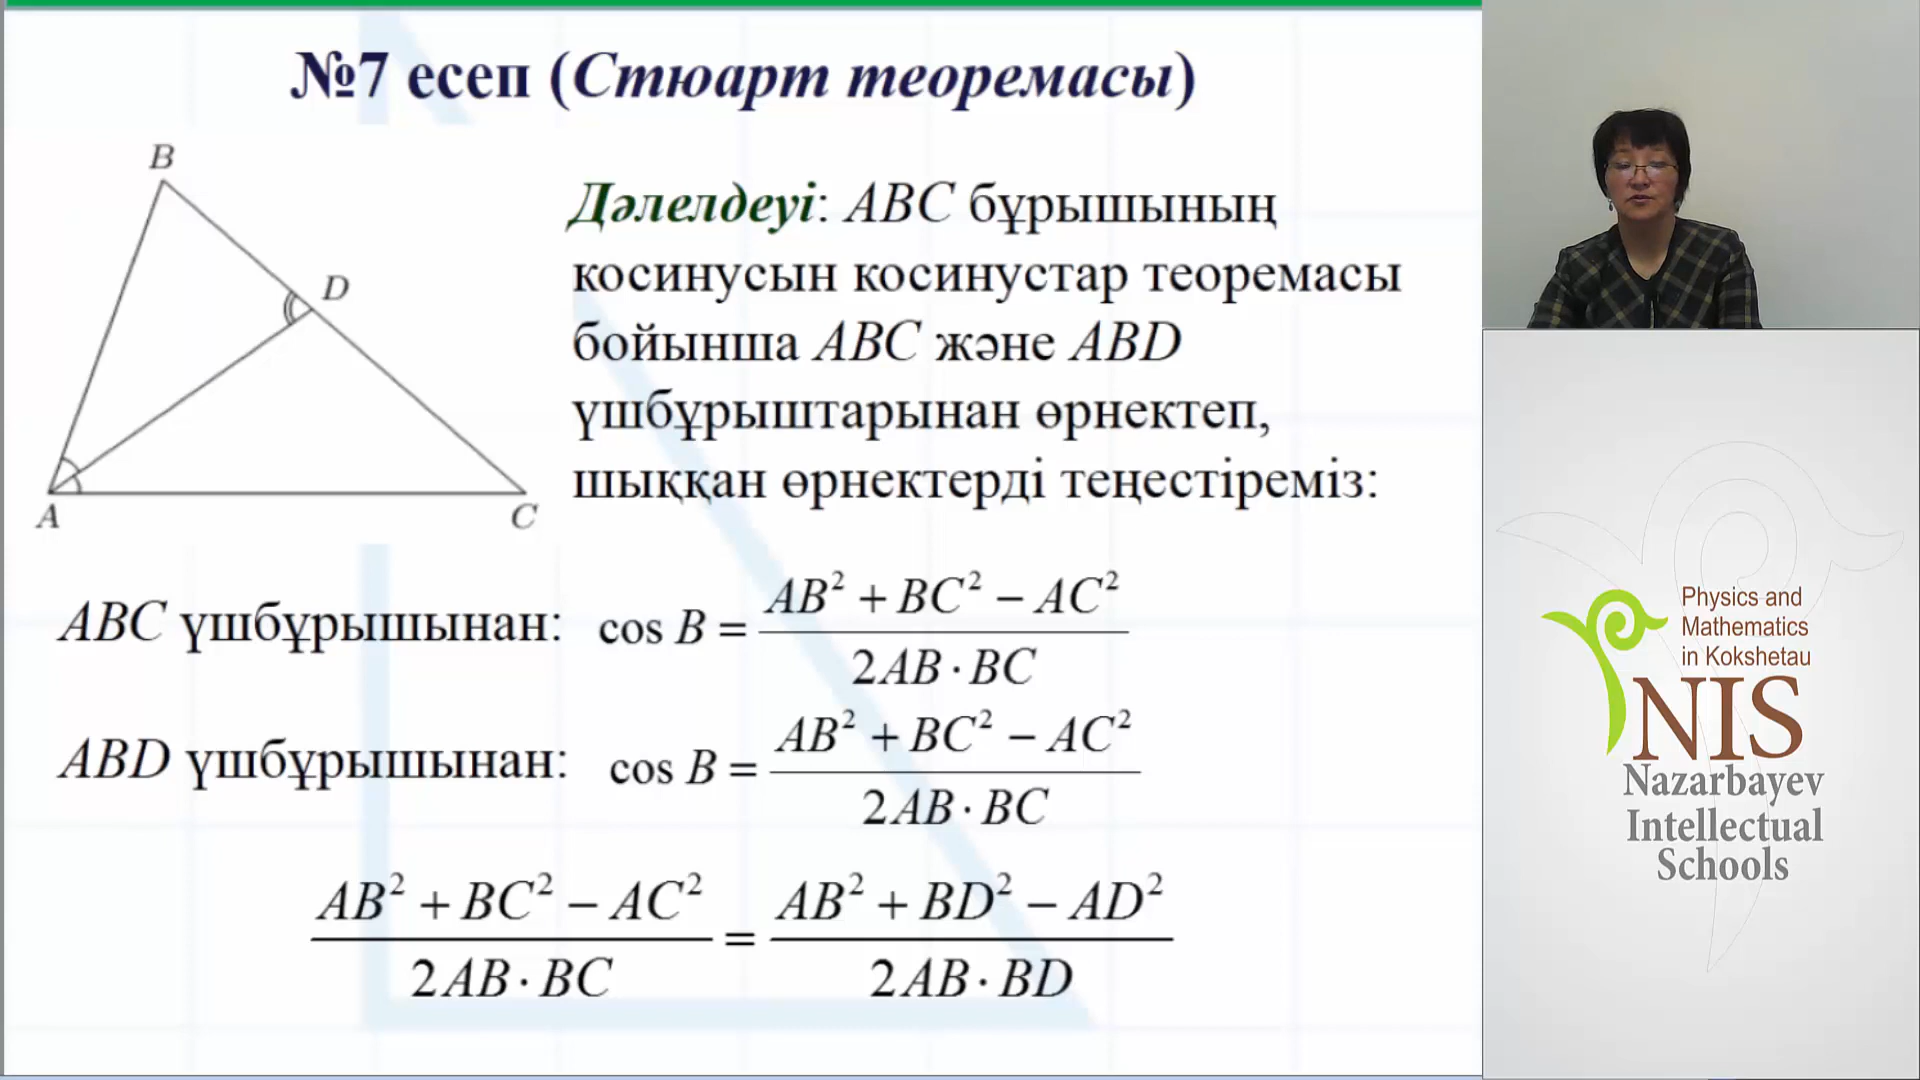 №7 есеп (Стюарт теоремасы)
B
D
A
C
Дәлелдеуі: ABC бұрышының
косинусын косинустар теоремасы
бойынша ABC және ABD
үшбұрыштарынан өрнектеп,
шыққан өрнектерді теңестіреміз:
ABC үшбұрышынан: cos B = (AB² + BC² − AC²) / (2AB · BC)
ABD үшбұрышынан: cos B = (AB² + BC² − AC²) / (2AB · BC)
(AB² + BC² − AC²) / (2AB · BC) = (AB² + BD² − AD²) / (2AB · BD)
Physics and
Mathematics
in Kokshetau
NIS
Nazarbayev
Intellectual
Schools